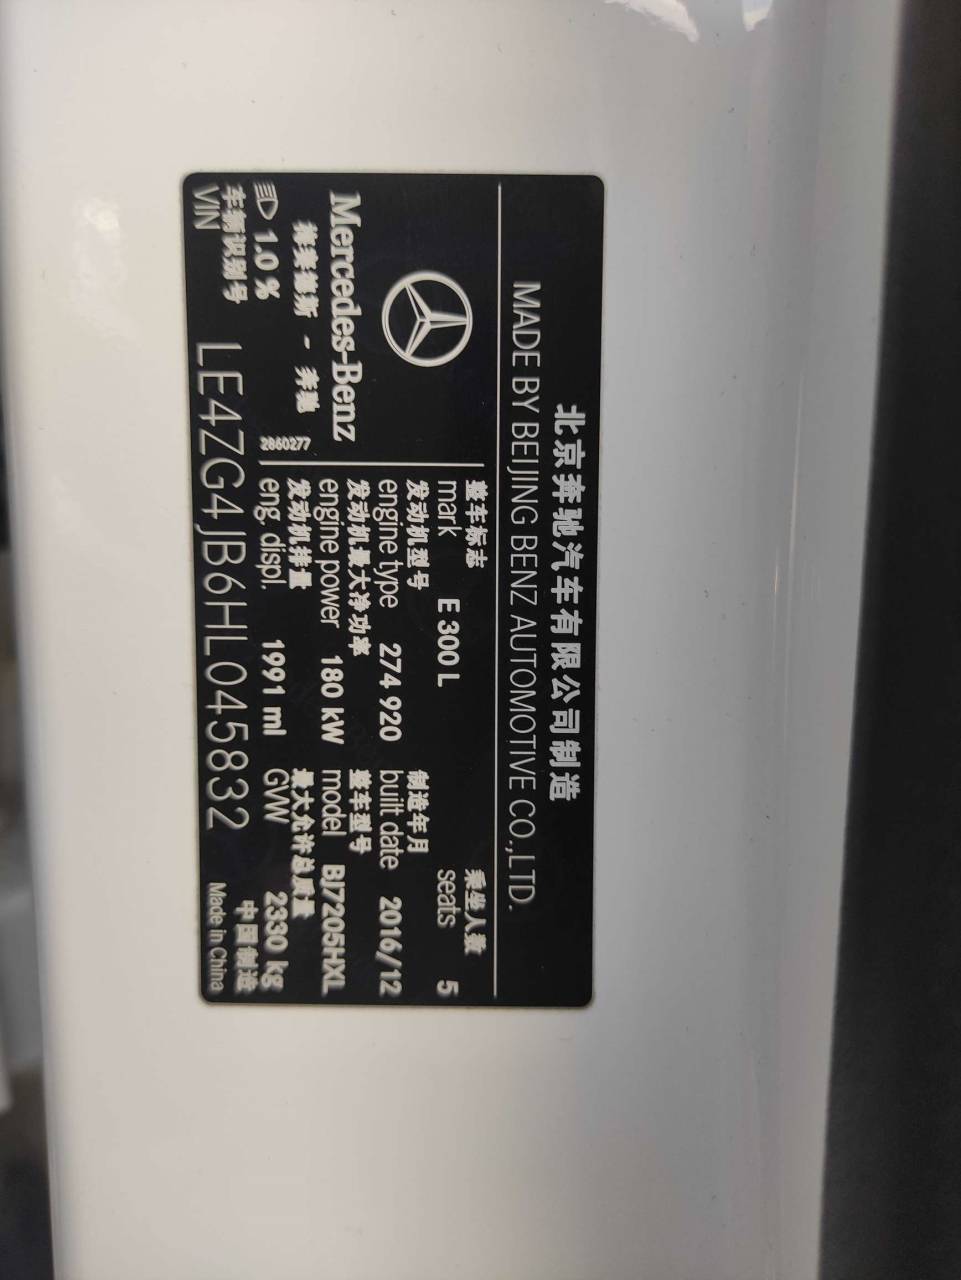 北京奔驰汽车有限公司制造
MADE BY BEIJING BENZ AUTOMOTIVE CO.,LTD.
Mercedes-Benz
梅赛德斯 - 奔驰
1.0 %
2860277
整车标志
mark E 300 L
乘坐人数
seats 5
发动机型号
engine type 274 920
制造年月
built date 2016/12
发动机最大净功率
engine power 180 kW
整车型号
model BJ7205HXL
发动机排量
eng. displ. 1991 ml
最大允许总质量
GVW 2330 kg
车辆识别号
VIN LE4ZG4JB6HL045832
中国制造
Made in China